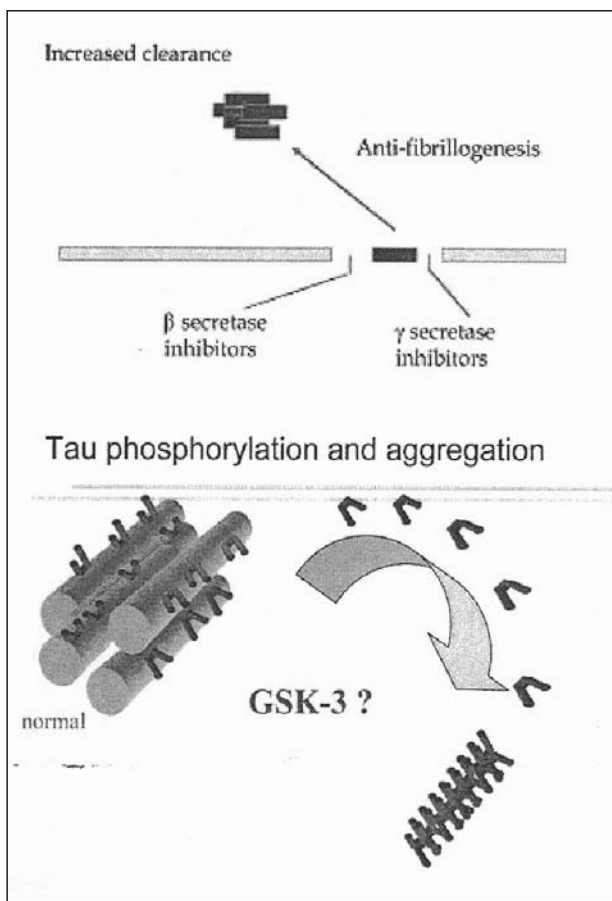 Increased clearance
Anti-fibrillogenesis
β secretase
inhibitors
γ secretase
inhibitors
Tau phosphorylation and aggregation
GSK-3 ?
normal